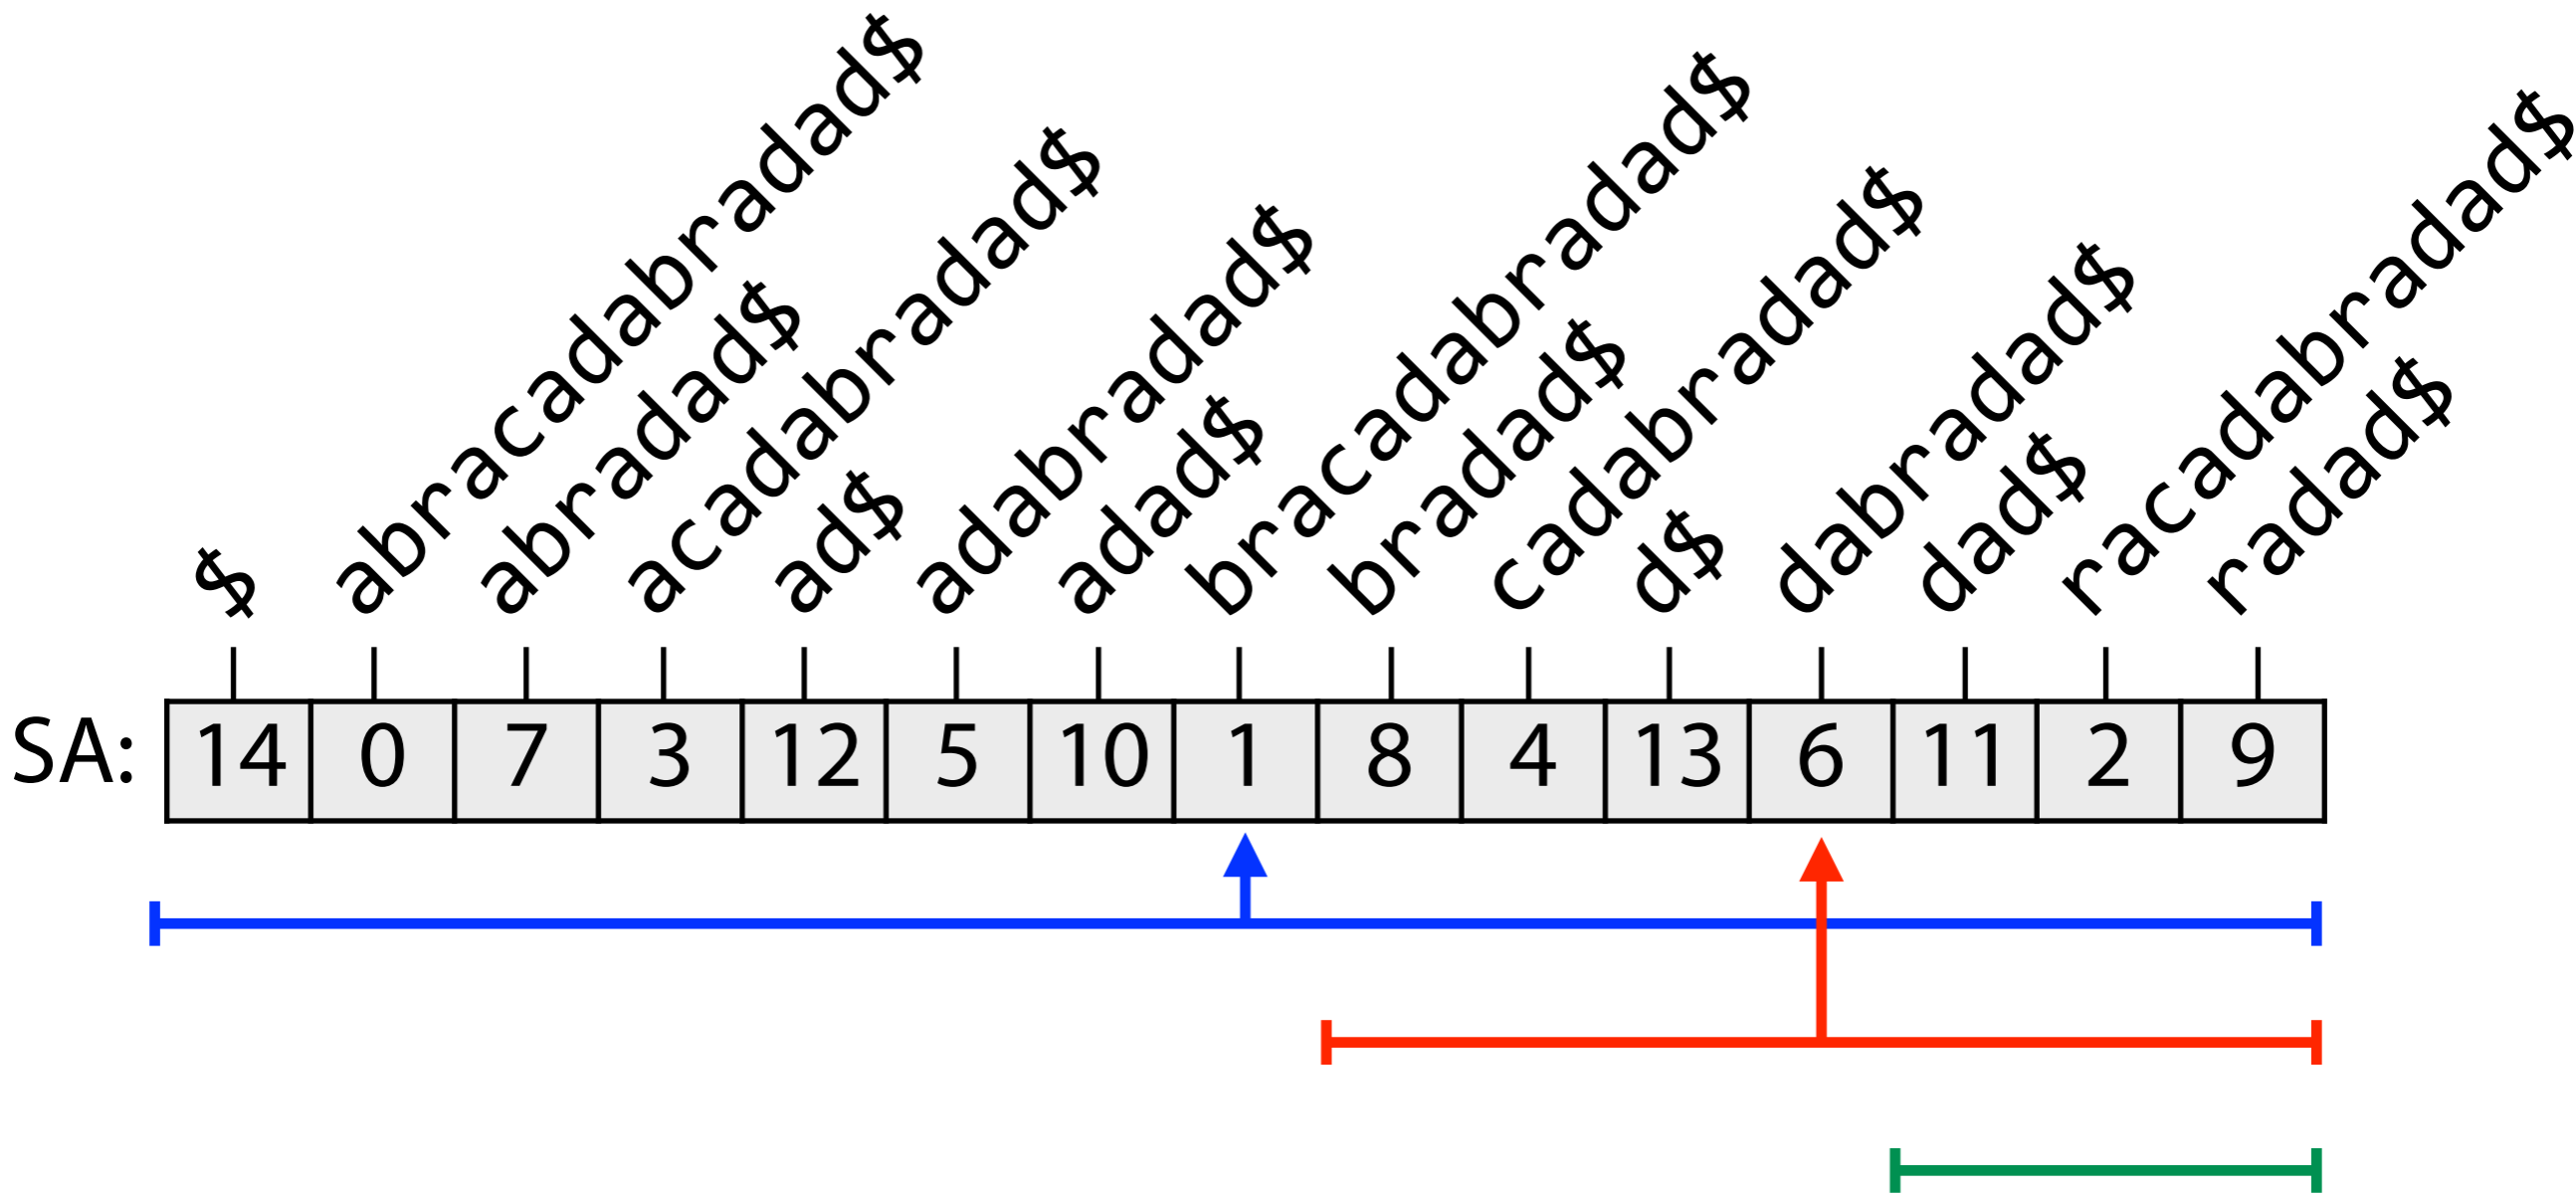 $
abracadabradad$
abradad$
acadabradad$
ad$
adabradad$
adad$
bracadabradad$
bradad$
cadabradad$
d$
dabradad$
dad$
racadabradad$
radad$
SA: 14 0 7 3 12 5 10 1 8 4 13 6 11 2 9